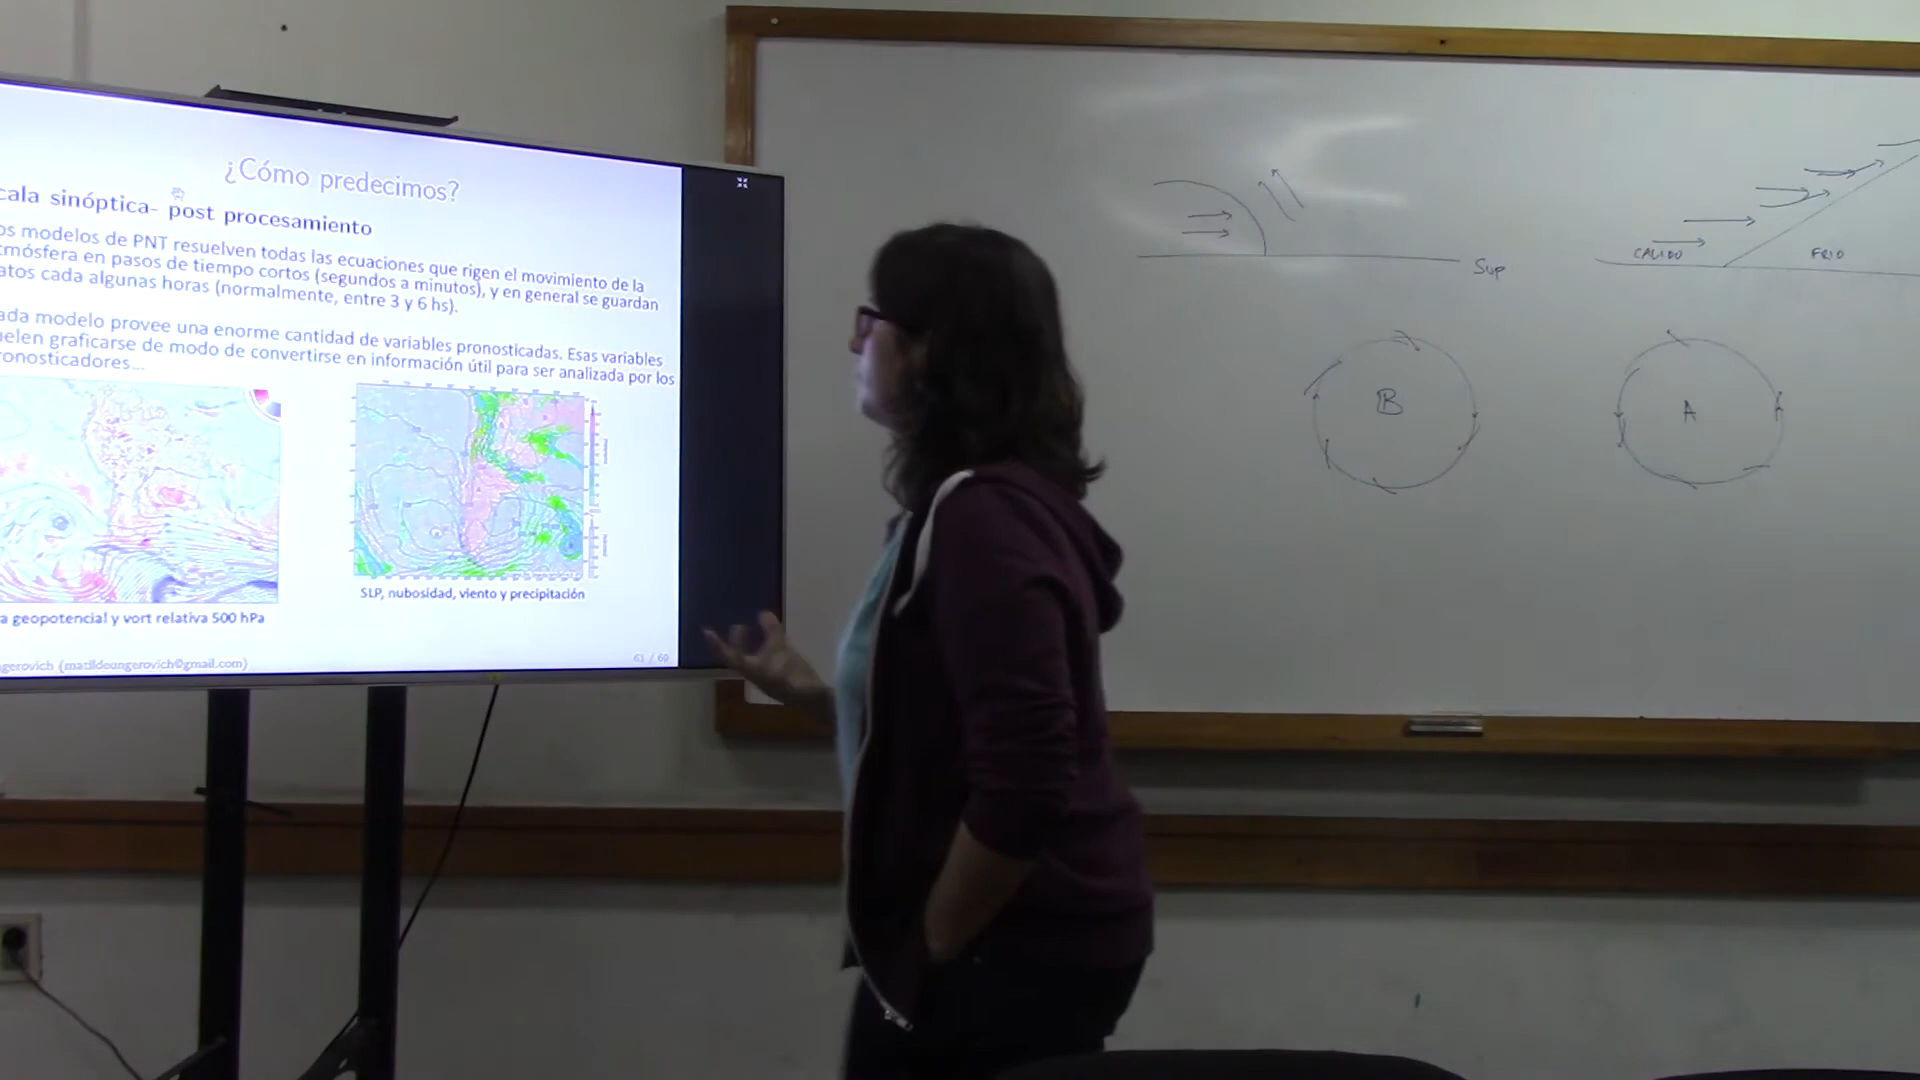 ¿Cómo predecimos?
cala sinóptica- post procesamiento
os modelos de PNT resuelven todas las ecuaciones que rigen el movimiento de la
tmósfera en pasos de tiempo cortos (segundos a minutos), y en general se guardan
atos cada algunas horas (normalmente, entre 3 y 6 hs).
ada modelo provee una enorme cantidad de variables pronosticadas. Esas variables
uelen graficarse de modo de convertirse en información útil para ser analizada por los
ronosticadores...
SLP, nubosidad, viento y precipitación
a geopotencial y vort relativa 500 hPa
ngerovich (matildeungerovich@gmail.com)
61 / 69
Sup
CALIDO
FRIO
B
A